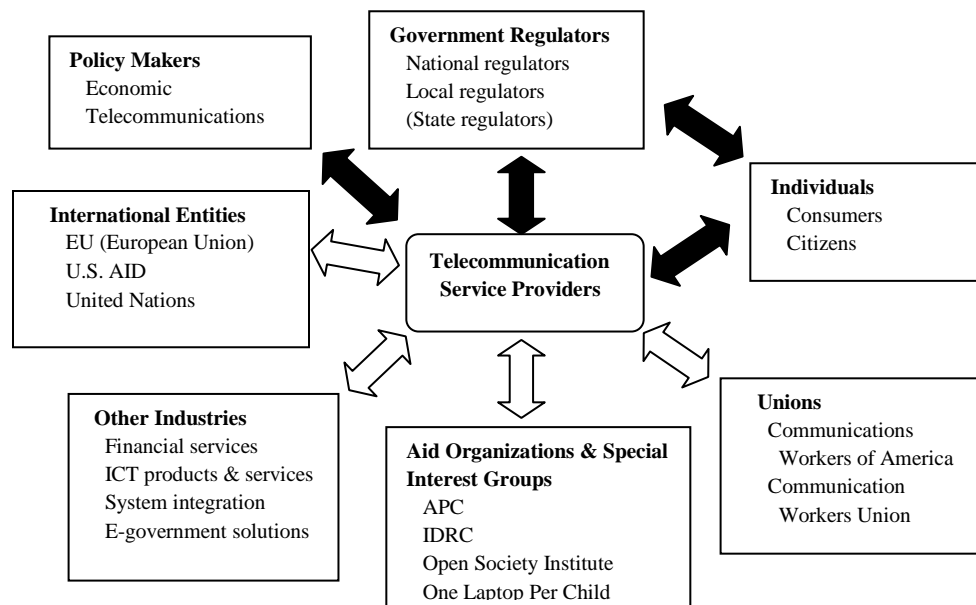 Policy Makers
Economic
Telecommunications
Government Regulators
National regulators
Local regulators
(State regulators)
International Entities
EU (European Union)
U.S. AID
United Nations
Telecommunication
Service Providers
Individuals
Consumers
Citizens
Other Industries
Financial services
ICT products & services
System integration
E-government solutions
Aid Organizations & Special
Interest Groups
APC
IDRC
Open Society Institute
One Laptop Per Child
Unions
Communications
Workers of America
Communication
Workers Union